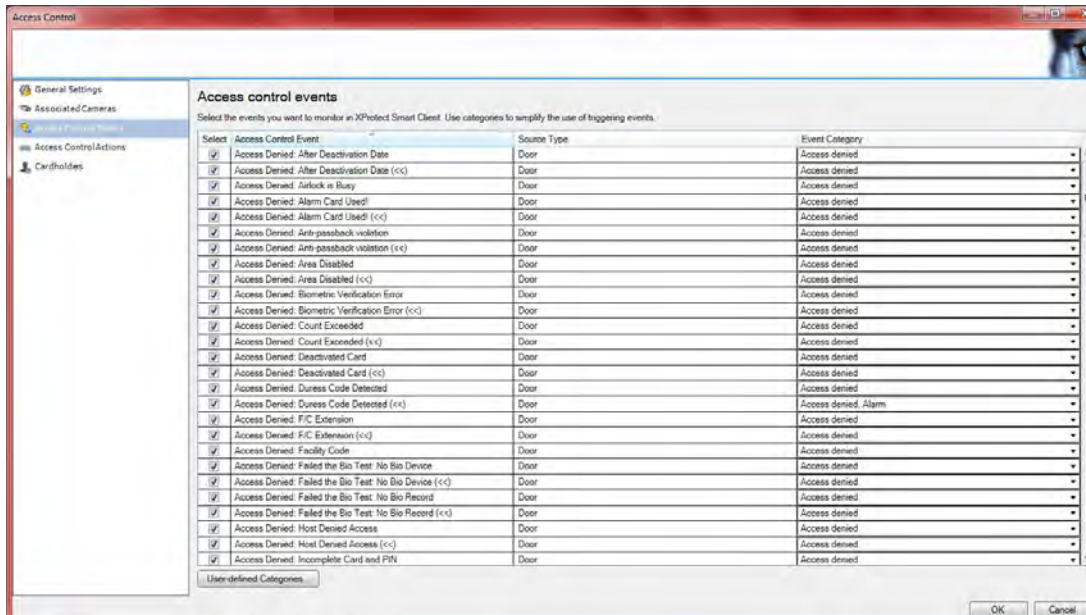 Access Control
General Settings
Associated Cameras
Access Control Events
Access Control Actions
Cardholders
Access control events
Select the events you want to monitor in XProtect Smart Client. Use categories to simplify the use of triggering events.
Select Access Control Event Source Type Event Category
Access Denied: After Deactivation Date Door Access denied
Access Denied: After Deactivation Date (<<) Door Access denied
Access Denied: Airlock is Busy Door Access denied
Access Denied: Alarm Card Used! Door Access denied
Access Denied: Alarm Card Used! (<<) Door Access denied
Access Denied: Anti-passback violation Door Access denied
Access Denied: Anti-passback violation (<<) Door Access denied
Access Denied: Area Disabled Door Access denied
Access Denied: Area Disabled (<<) Door Access denied
Access Denied: Biometric Verification Error Door Access denied
Access Denied: Biometric Verification Error (<<) Door Access denied
Access Denied: Count Exceeded Door Access denied
Access Denied: Count Exceeded (<<) Door Access denied
Access Denied: Deactivated Card Door Access denied
Access Denied: Deactivated Card (<<) Door Access denied
Access Denied: Duress Code Detected Door Access denied
Access Denied: Duress Code Detected (<<) Door Access denied, Alarm
Access Denied: F/C Extension Door Access denied
Access Denied: F/C Extension (<<) Door Access denied
Access Denied: Facility Code Door Access denied
Access Denied: Failed the Bio Test: No Bio Device Door Access denied
Access Denied: Failed the Bio Test: No Bio Device (<<) Door Access denied
Access Denied: Failed the Bio Test: No Bio Record Door Access denied
Access Denied: Failed the Bio Test: No Bio Record (<<) Door Access denied
Access Denied: Host Denied Access Door Access denied
Access Denied: Host Denied Access (<<) Door Access denied
Access Denied: Incomplete Card and PIN Door Access denied
User-defined Categories
OK Cancel